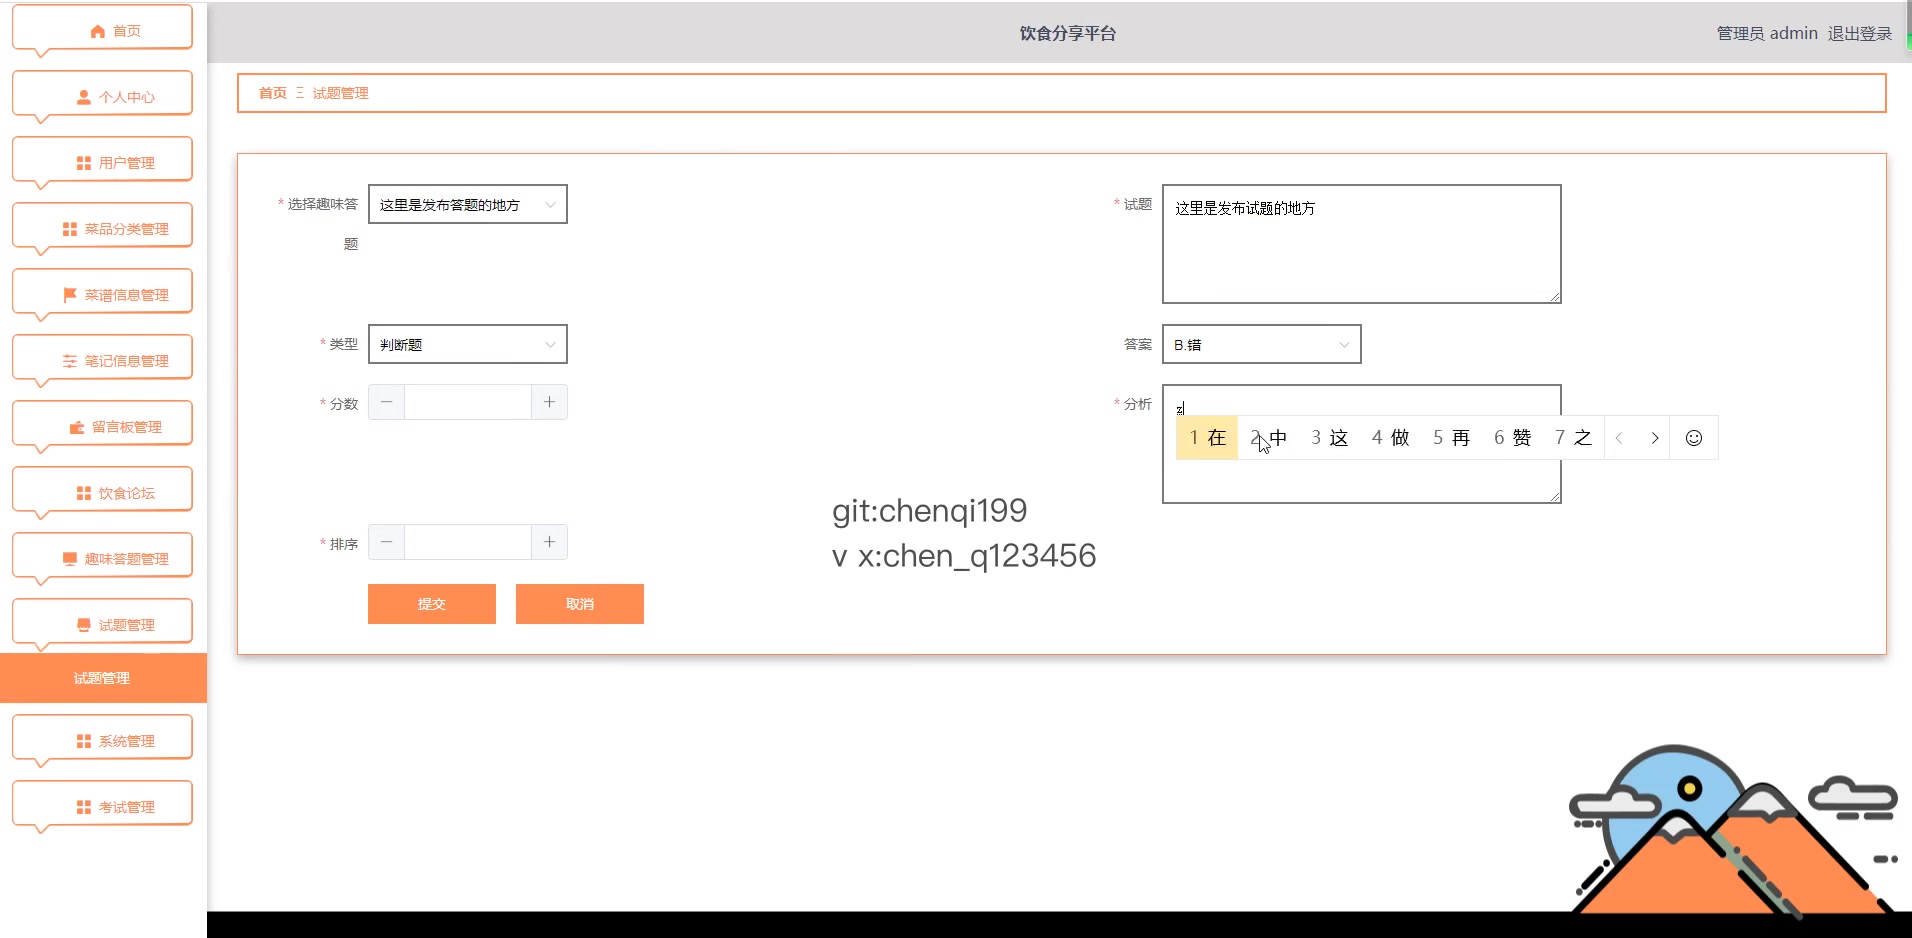 饮食分享平台
管理员 admin 退出登录
首页
个人中心
用户管理
菜品分类管理
菜谱信息管理
笔记信息管理
留言板管理
饮食论坛
趣味答题管理
试题管理
试题管理
系统管理
考试管理
首页 Ξ 试题管理
* 选择趣味答
题
这里是发布答题的地方
* 试题
这里是发布试题的地方
* 类型
判断题
答案
B.错
* 分数
* 分析
z
1 在 2 中 3 这 4 做 5 再 6 赞 7 之
git:chenqi199
v x:chen_q123456
* 排序
提交 取消